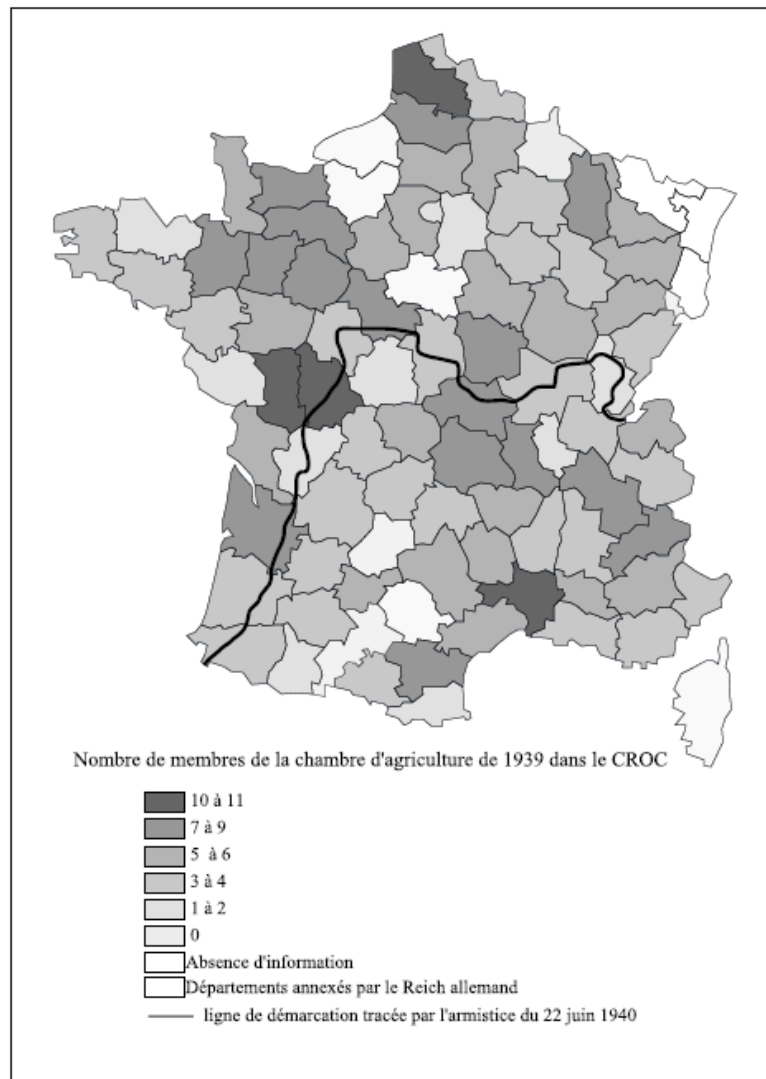 Nombre de membres de la chambre d'agriculture de 1939 dans le CROC
10 à 11
7 à 9
5 à 6
3 à 4
1 à 2
0
Absence d'information
Départements annexés par le Reich allemand
ligne de démarcation tracée par l'armistice du 22 juin 1940